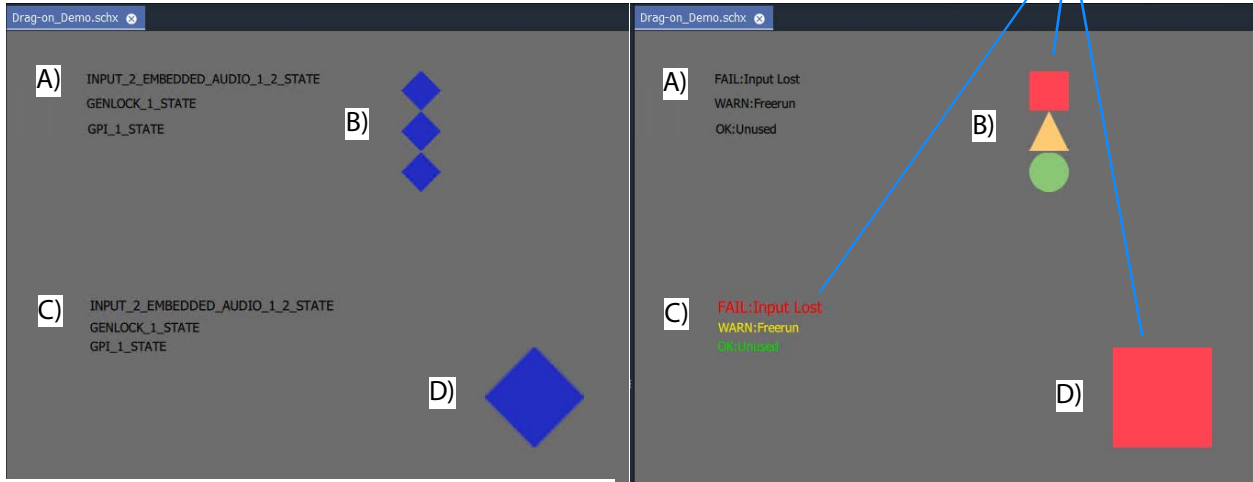 Drag-on_Demo.schx
A)
INPUT_2_EMBEDDED_AUDIO_1_2_STATE
GENLOCK_1_STATE
GPI_1_STATE
B)
C)
INPUT_2_EMBEDDED_AUDIO_1_2_STATE
GENLOCK_1_STATE
GPI_1_STATE
D)
Drag-on_Demo.schx
A)
FAIL:Input Lost
WARN:Freerun
OK:Unused
B)
C)
FAIL:Input Lost
WARN:Freerun
OK:Unused
D)